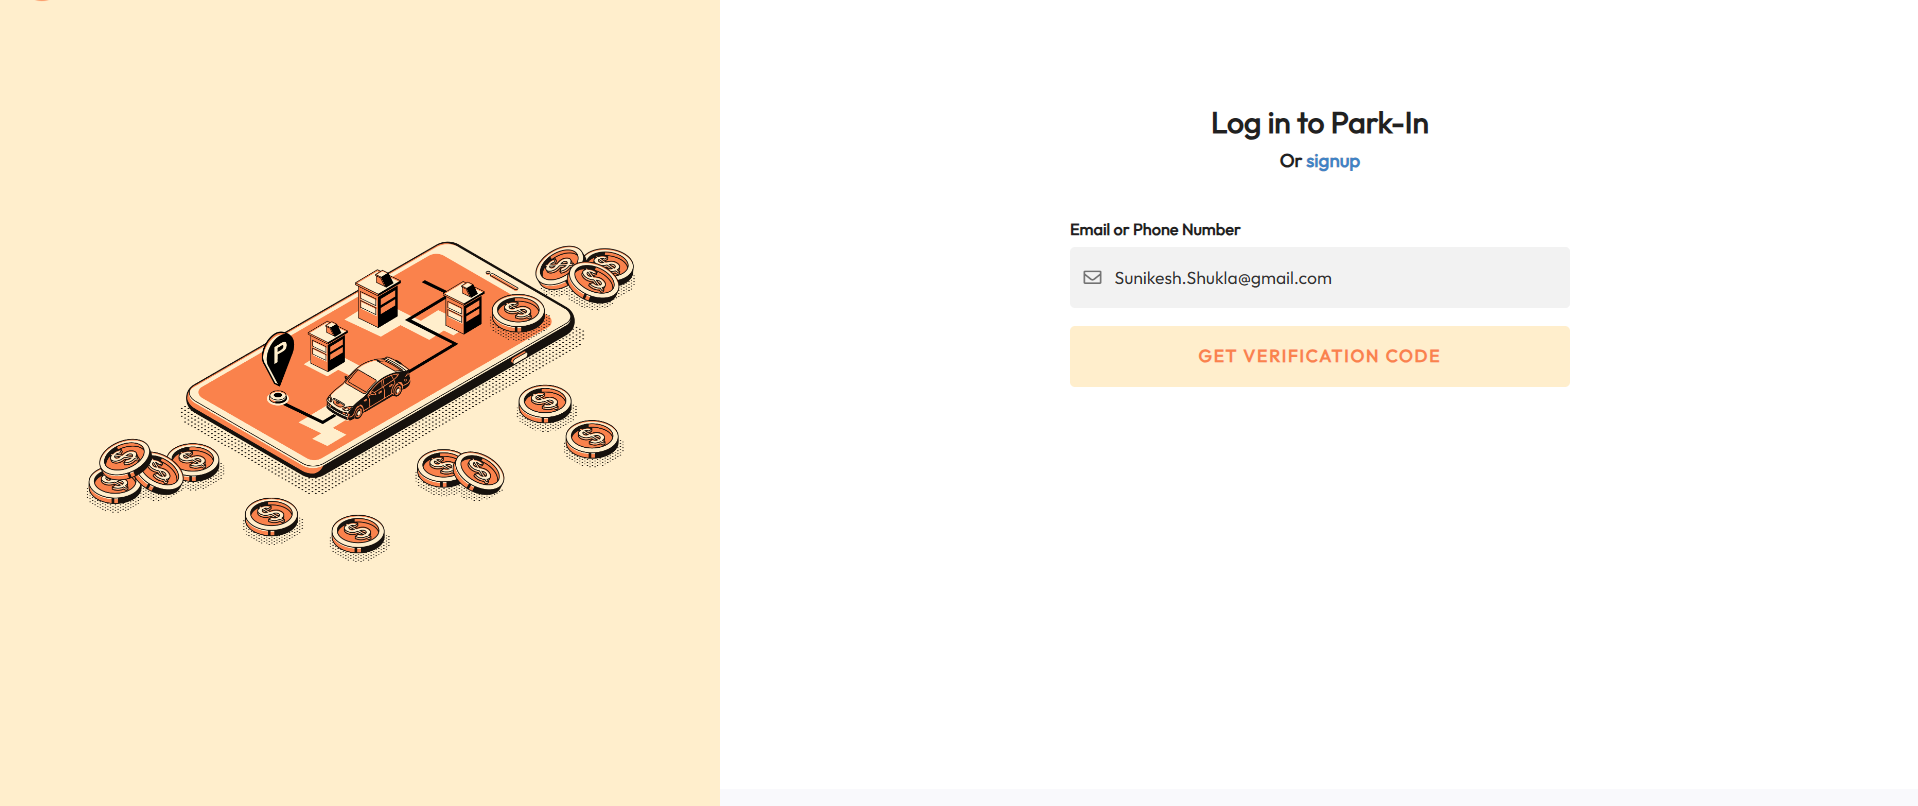 Log in to Park-In
Or signup
Email or Phone Number
Sunikesh.Shukla@gmail.com
GET VERIFICATION CODE
P